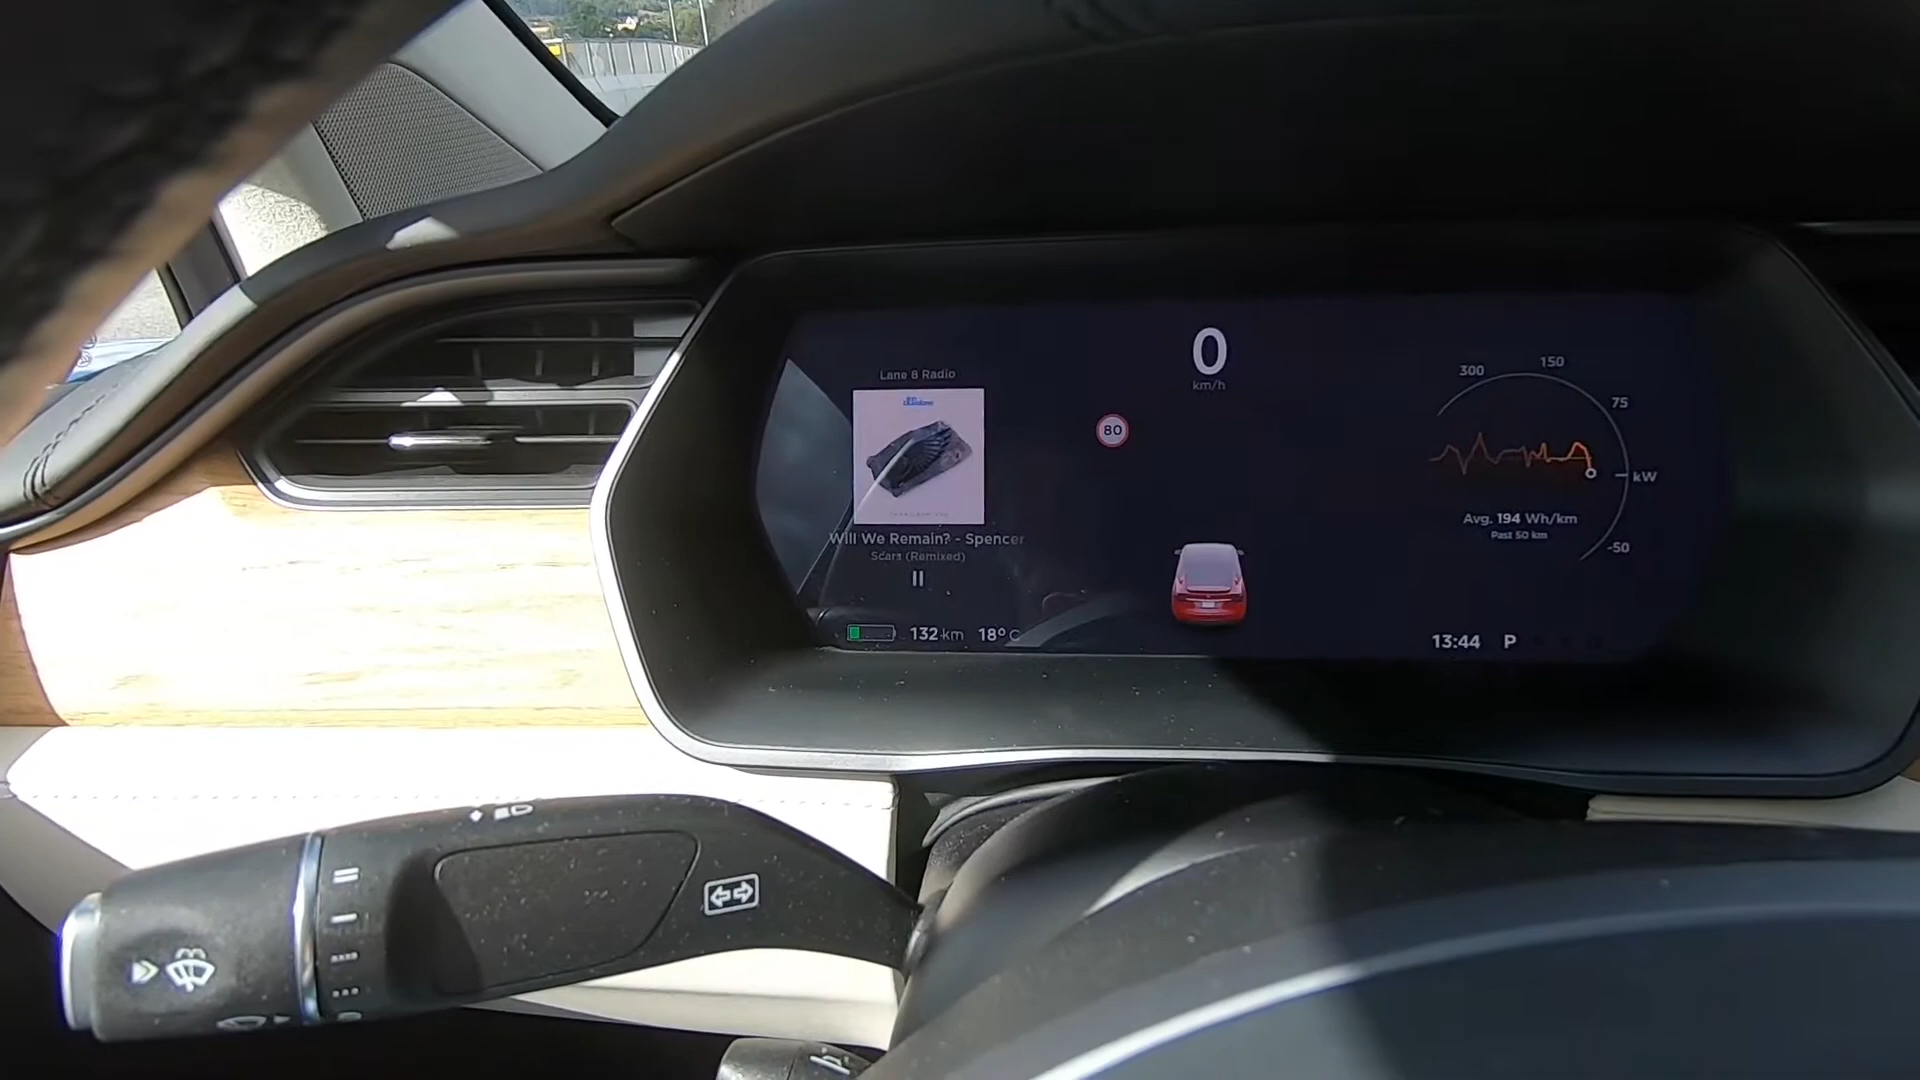 Lane 8 Radio
Will We Remain? - Spencer
Scars (Remixed)
132 km 18° C
0
km/h
80
300
150
75
kW
-50
Avg. 194 Wh/km
Past 50 km
13:44 P